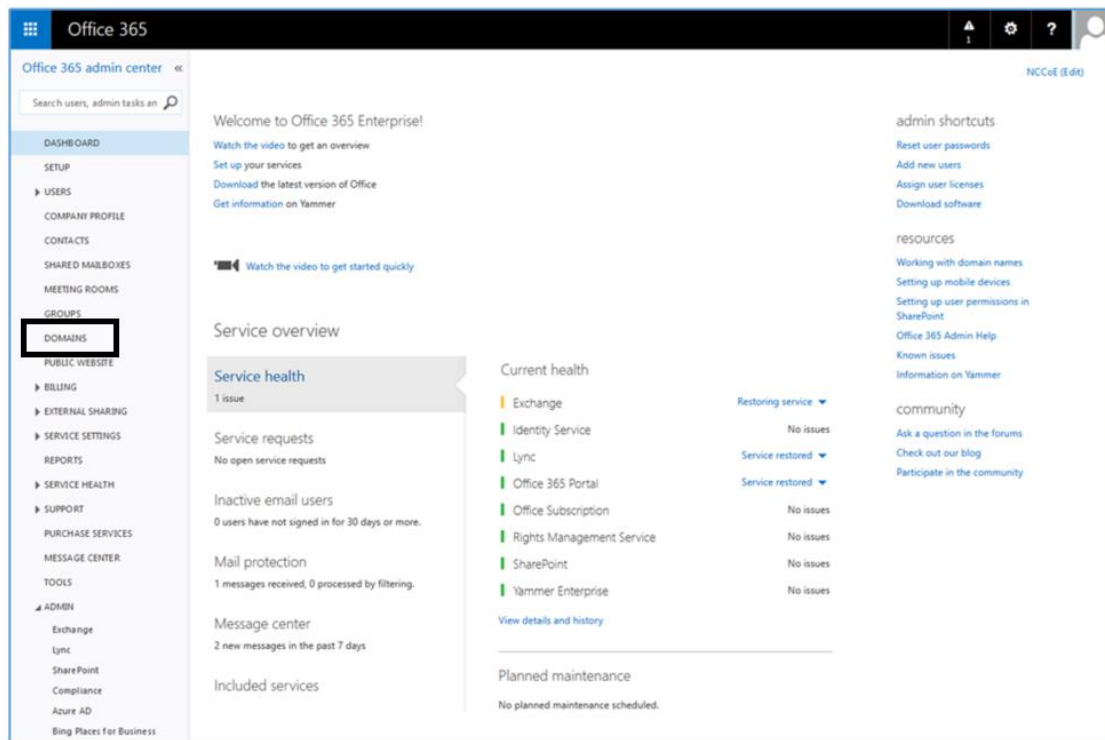 Office 365
1
?
Office 365 admin center «
NCCoE (Edit)
Search users, admin tasks an
DASHBOARD
SETUP
USERS
COMPANY PROFILE
CONTACTS
SHARED MAILBOXES
MEETING ROOMS
GROUPS
DOMAINS
PUBLIC WEBSITE
BILLING
EXTERNAL SHARING
SERVICE SETTINGS
REPORTS
SERVICE HEALTH
SUPPORT
PURCHASE SERVICES
MESSAGE CENTER
TOOLS
ADMIN
Exchange
Lync
SharePoint
Compliance
Azure AD
Bing Places for Business
Welcome to Office 365 Enterprise!
Watch the video to get an overview
Set up your services
Download the latest version of Office
Get information on Yammer
Watch the video to get started quickly
Service overview
Service health
1 issue
Service requests
No open service requests
Inactive email users
0 users have not signed in for 30 days or more.
Mail protection
1 messages received, 0 processed by filtering.
Message center
2 new messages in the past 7 days
Included services
Current health
Exchange Restoring service
Identity Service No issues
Lync Service restored
Office 365 Portal Service restored
Office Subscription No issues
Rights Management Service No issues
SharePoint No issues
Yammer Enterprise No issues
View details and history
Planned maintenance
No planned maintenance scheduled.
admin shortcuts
Reset user passwords
Add new users
Assign user licenses
Download software
resources
Working with domain names
Setting up mobile devices
Setting up user permissions in
SharePoint
Office 365 Admin Help
Known issues
Information on Yammer
community
Ask a question in the forums
Check out our blog
Participate in the community